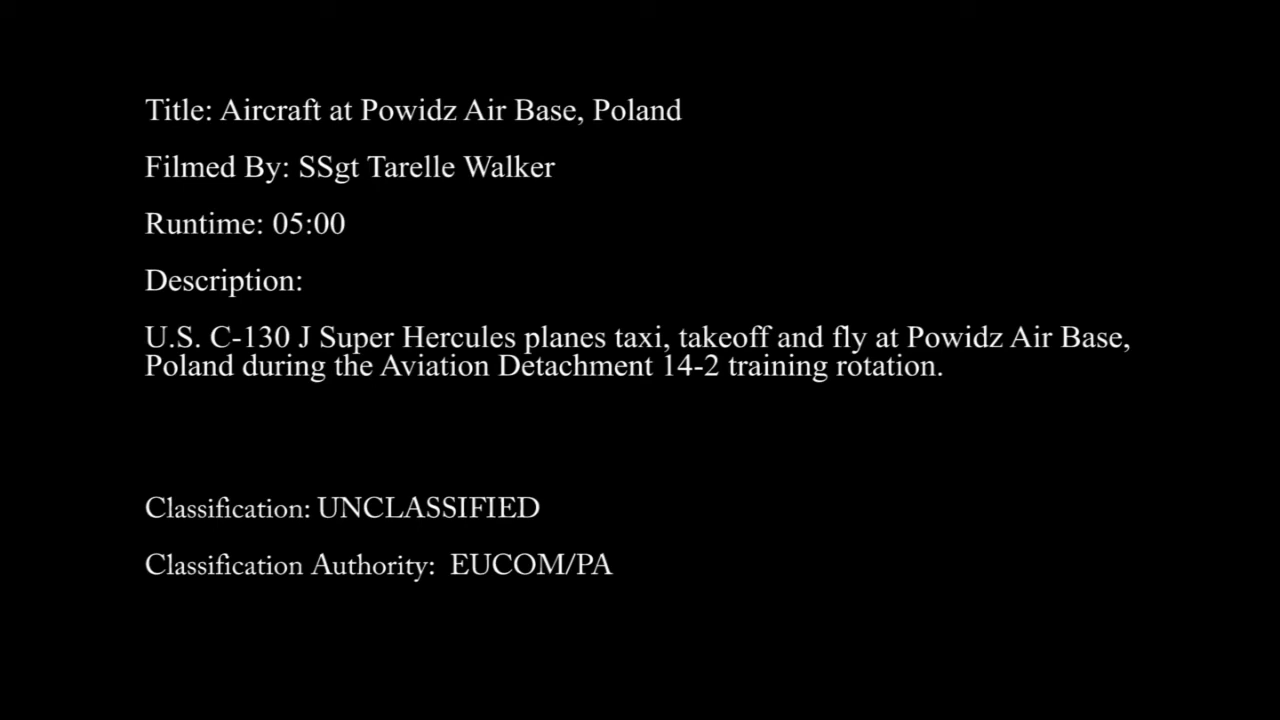 Title: Aircraft at Powidz Air Base, Poland
Filmed By: SSgt Tarelle Walker
Runtime: 05:00
Description:
U.S. C-130 J Super Hercules planes taxi, takeoff and fly at Powidz Air Base,
Poland during the Aviation Detachment 14-2 training rotation.
Classification: UNCLASSIFIED
Classification Authority:  EUCOM/PA